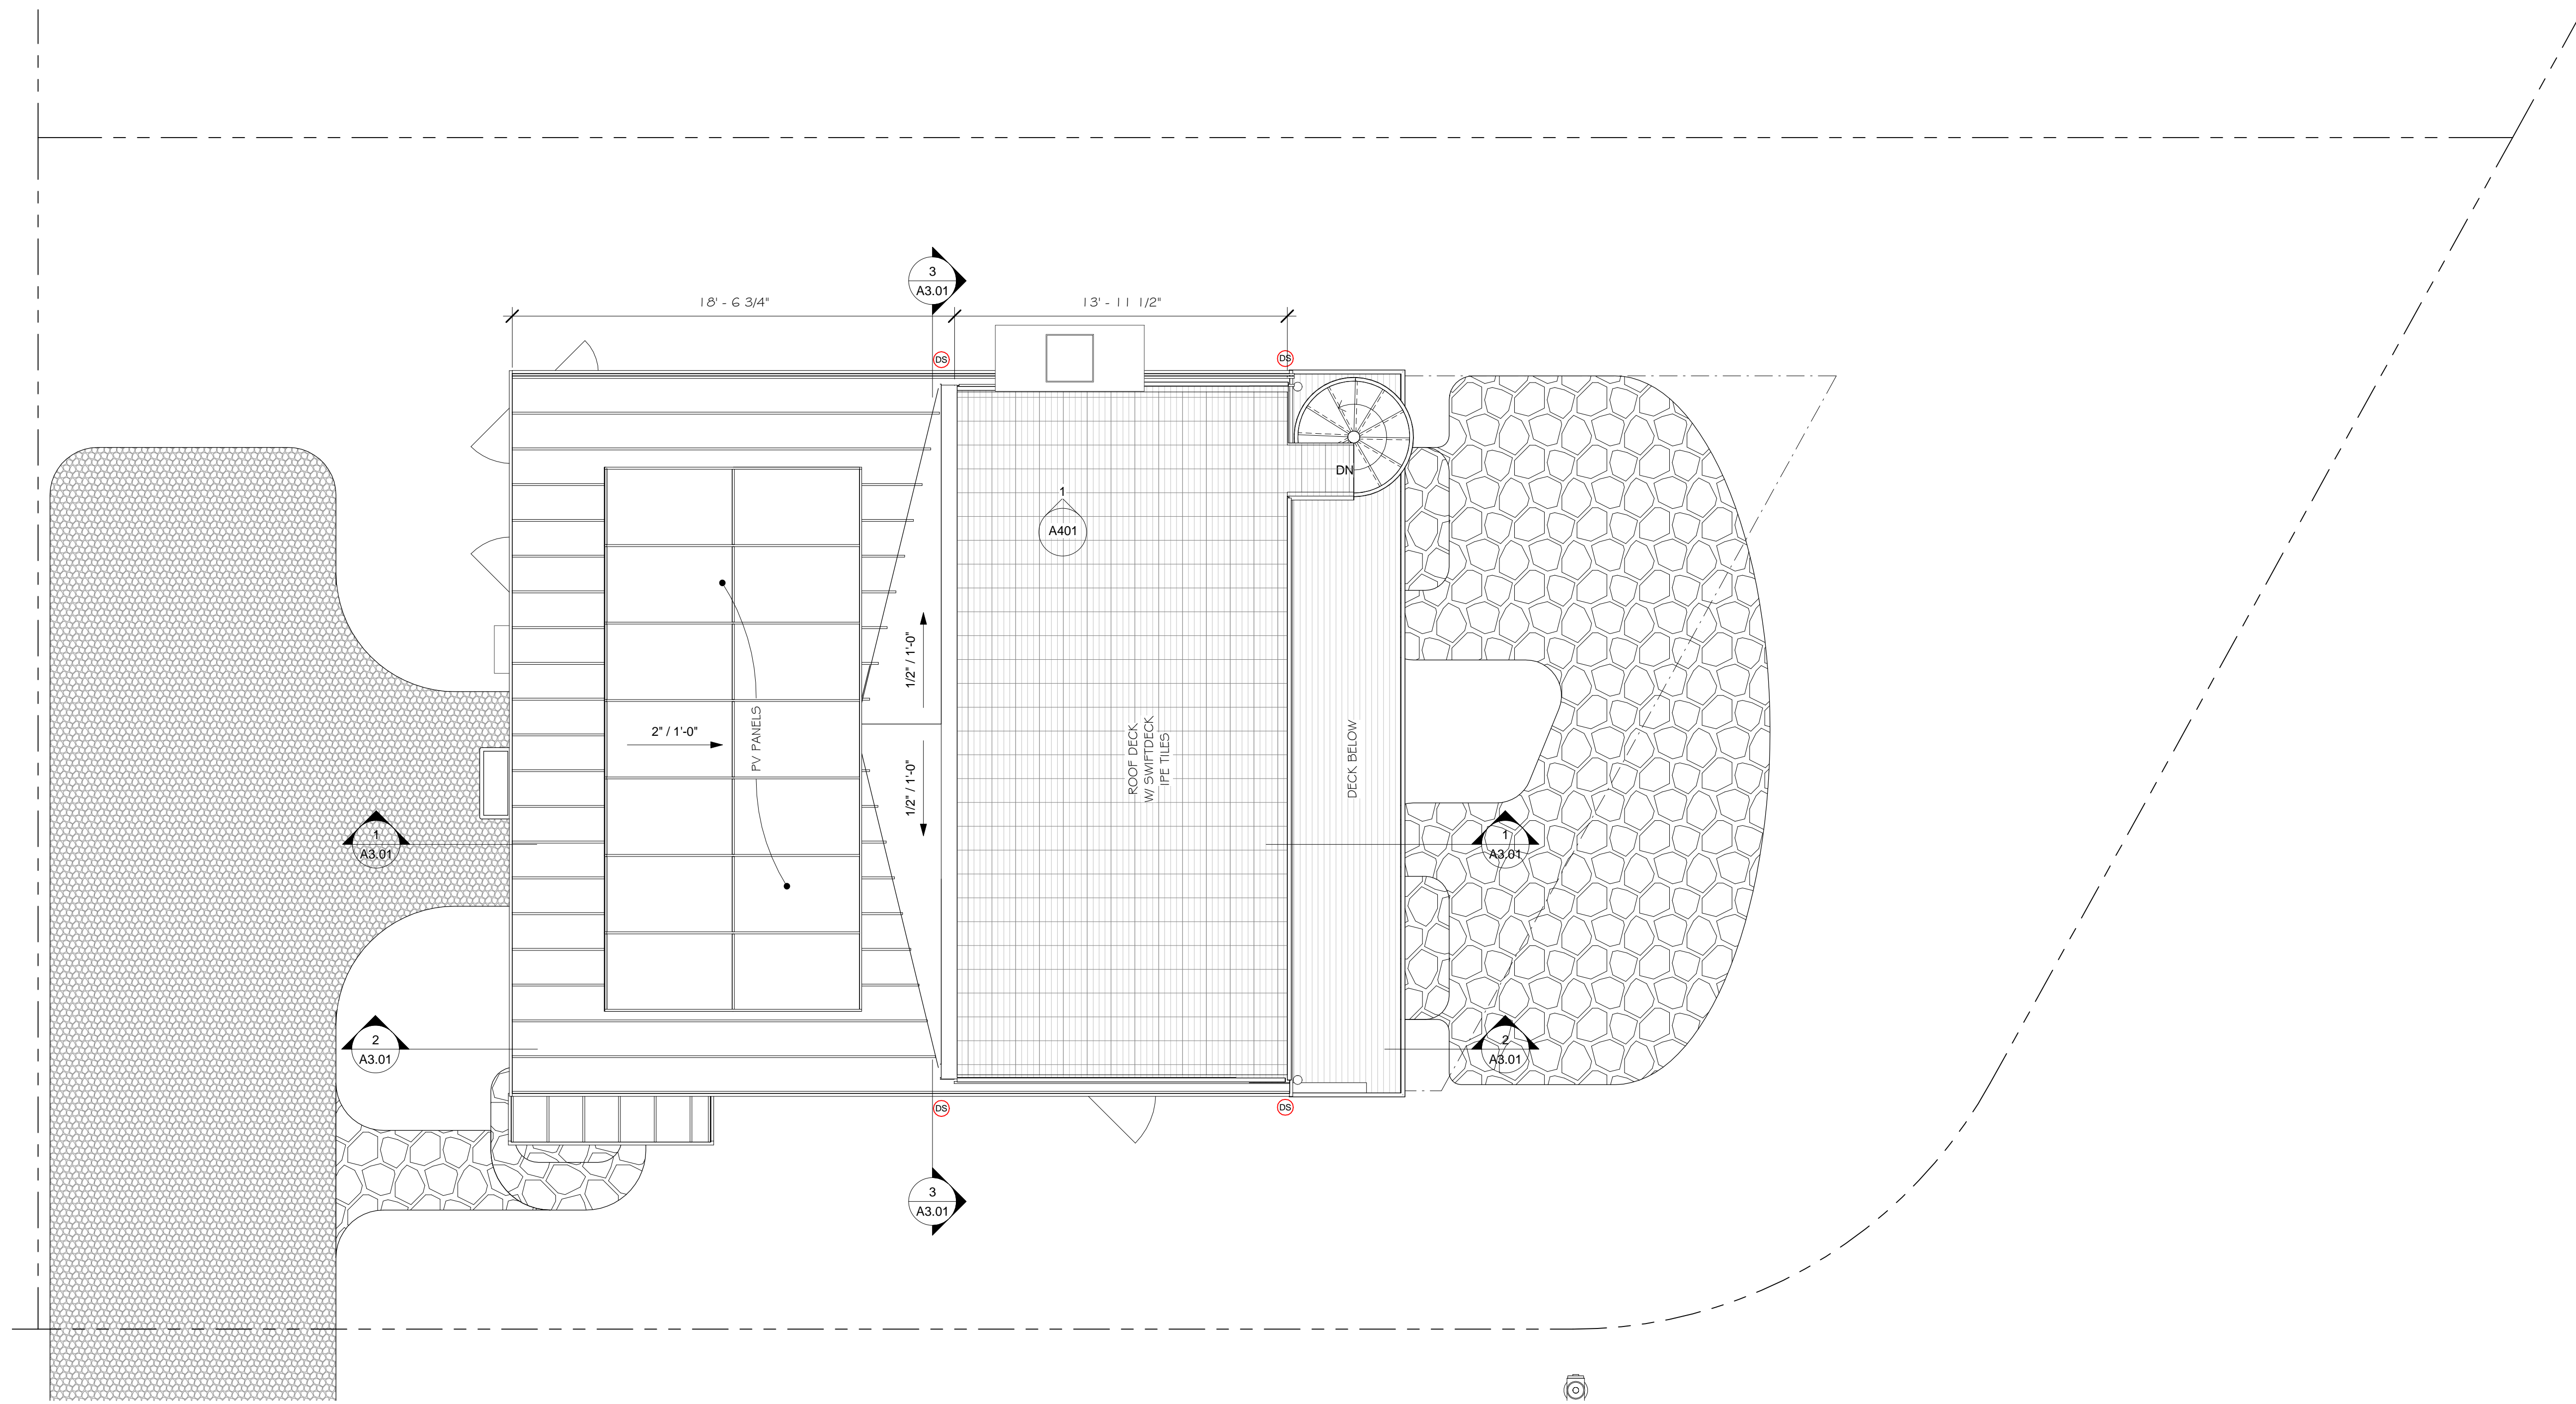 3
A3.01
18' - 6 3/4"
13' - 11 1/2"
DS
DS
DN
1
A401
1/2" / 1'-0"
2" / 1'-0"
PV PANELS
1/2" / 1'-0"
ROOF DECK
W/ SWIFTDECK
IPE TILES
DECK BELOW
1
A3.01
1
A3.01
2
A3.01
2
A3.01
DS
DS
3
A3.01